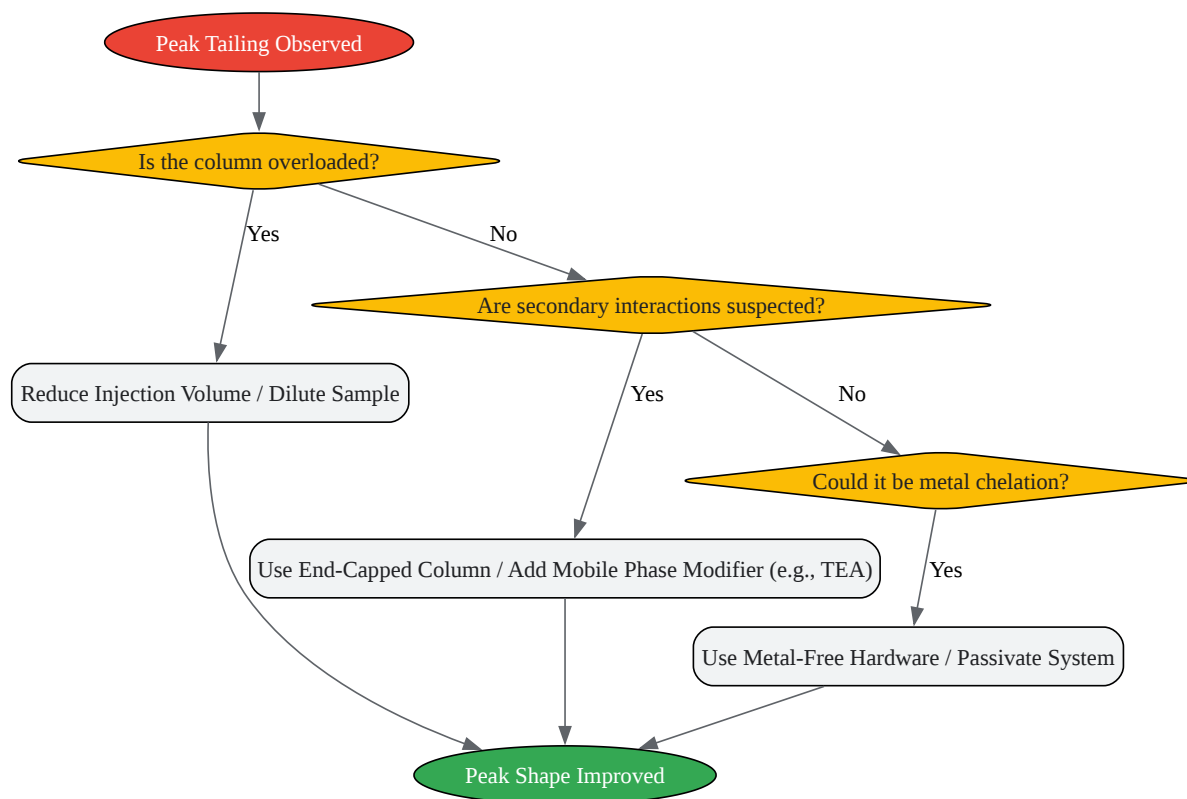 Peak Tailing Observed
Is the column overloaded?
Yes
No
Are secondary interactions suspected?
Reduce Injection Volume / Dilute Sample
Yes
No
Could it be metal chelation?
Use End-Capped Column / Add Mobile Phase Modifier (e.g., TEA)
Yes
Use Metal-Free Hardware / Passivate System
Peak Shape Improved